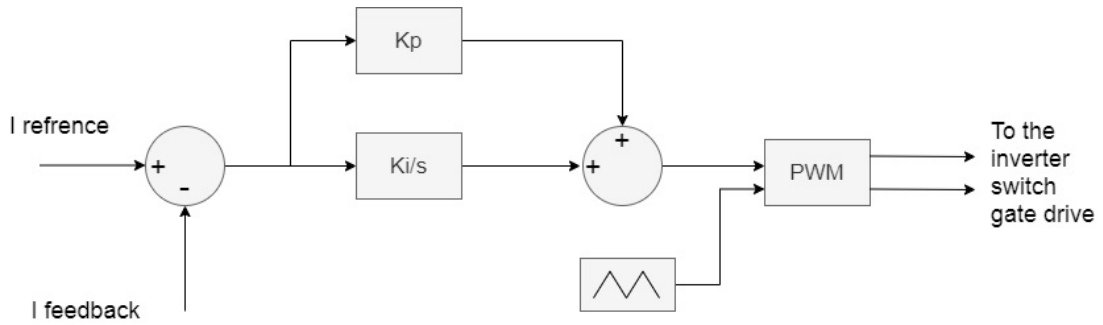 Kp
I refrence
+
-
Ki/s
+
+
PWM
To the
inverter
switch
gate drive
I feedback